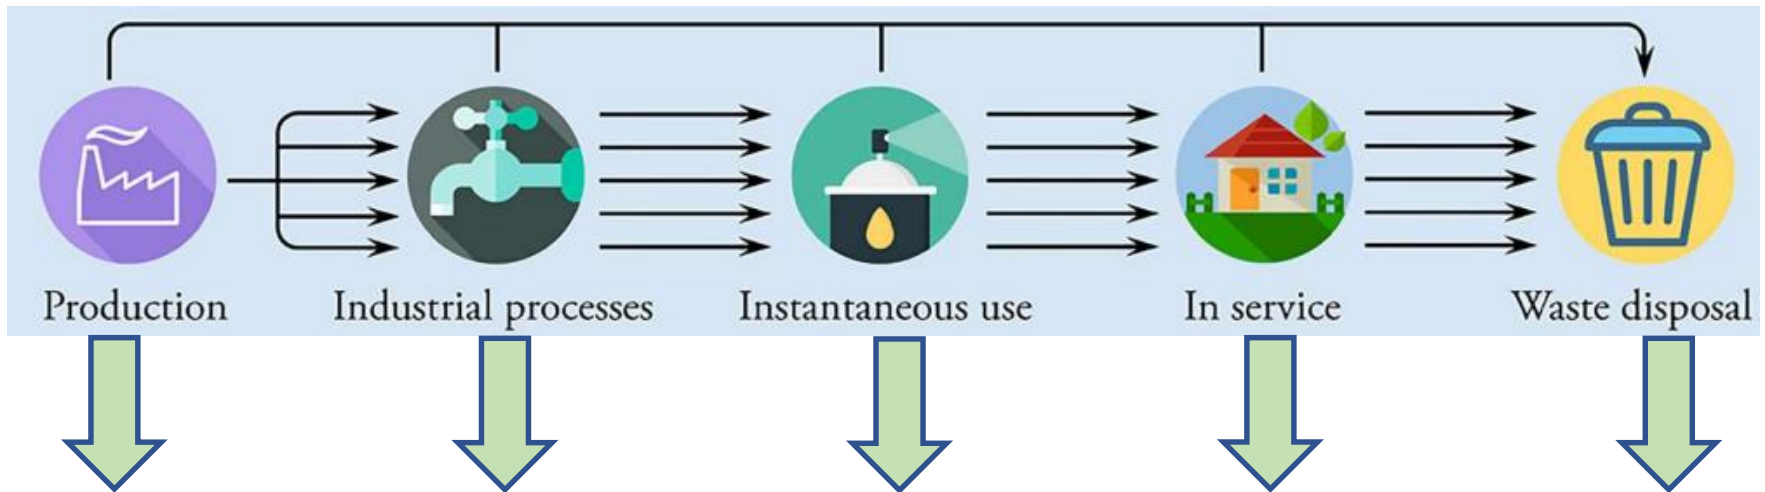 Production
Industrial processes
Instantaneous use
In service
Waste disposal